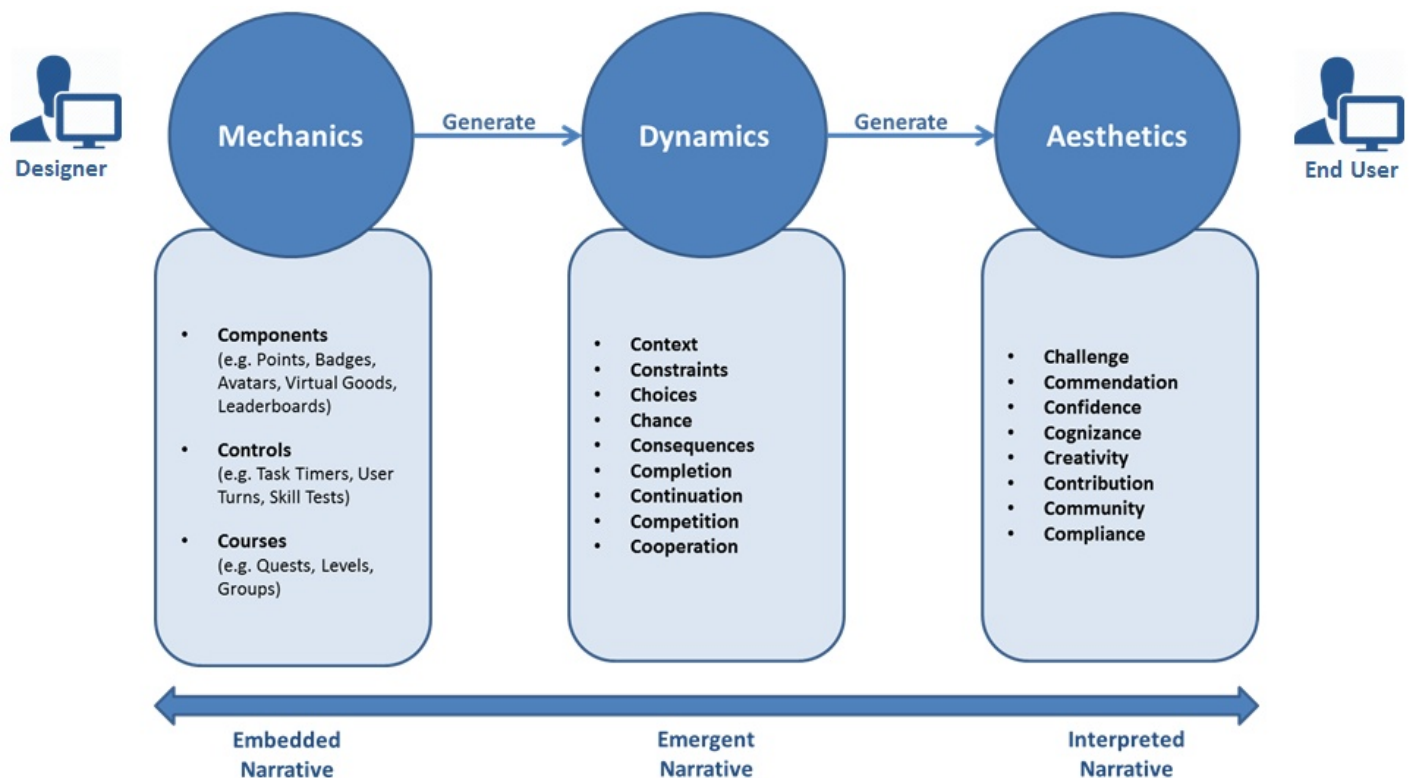 Designer
Mechanics
Generate
Dynamics
Generate
Aesthetics
End User
• Components
(e.g. Points, Badges,
Avatars, Virtual Goods,
Leaderboards)
• Controls
(e.g. Task Timers, User
Turns, Skill Tests)
• Courses
(e.g. Quests, Levels,
Groups)
• Context
• Constraints
• Choices
• Chance
• Consequences
• Completion
• Continuation
• Competition
• Cooperation
• Challenge
• Commendation
• Confidence
• Cognizance
• Creativity
• Contribution
• Community
• Compliance
Embedded
Narrative
Emergent
Narrative
Interpreted
Narrative